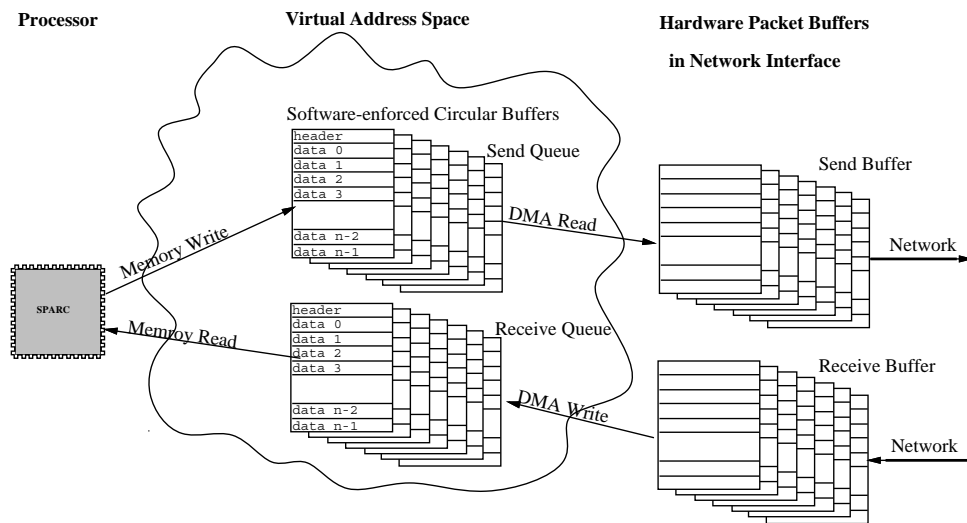 Processor
Virtual Address Space
Hardware Packet Buffers
in Network Interface
Software-enforced Circular Buffers
header
data 0
data 1
data 2
data 3
data n-2
data n-1
Send Queue
Send Buffer
Memory Write
DMA Read
Network
SPARC
Memroy Read
header
data 0
data 1
data 2
data 3
data n-2
data n-1
Receive Queue
Receive Buffer
DMA Write
Network